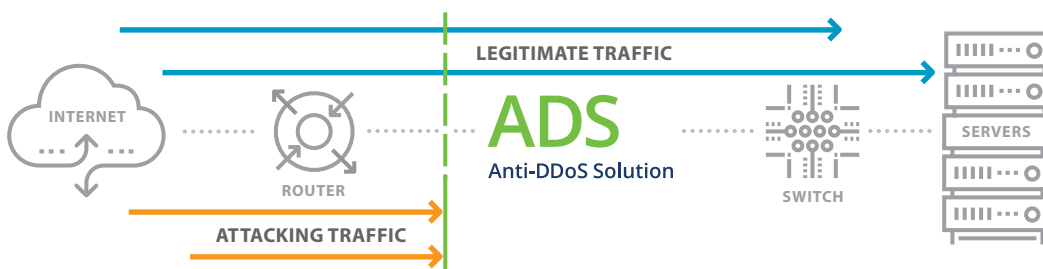 LEGITIMATE TRAFFIC
INTERNET
ROUTER
ADS
Anti-DDoS Solution
SWITCH
SERVERS
ATTACKING TRAFFIC